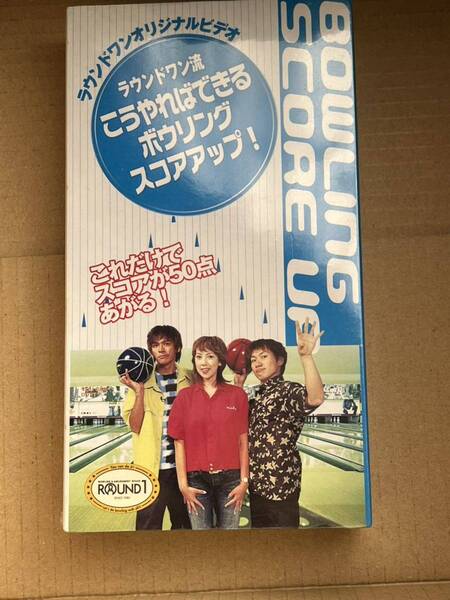 ラウンドワンオリジナルビデオ
ラウンドワン流
こうやればできる
ボウリング
スコアアップ！
BOWLING
SCORE UP
これだけで
スコアが50点
あがる！
ROUND1